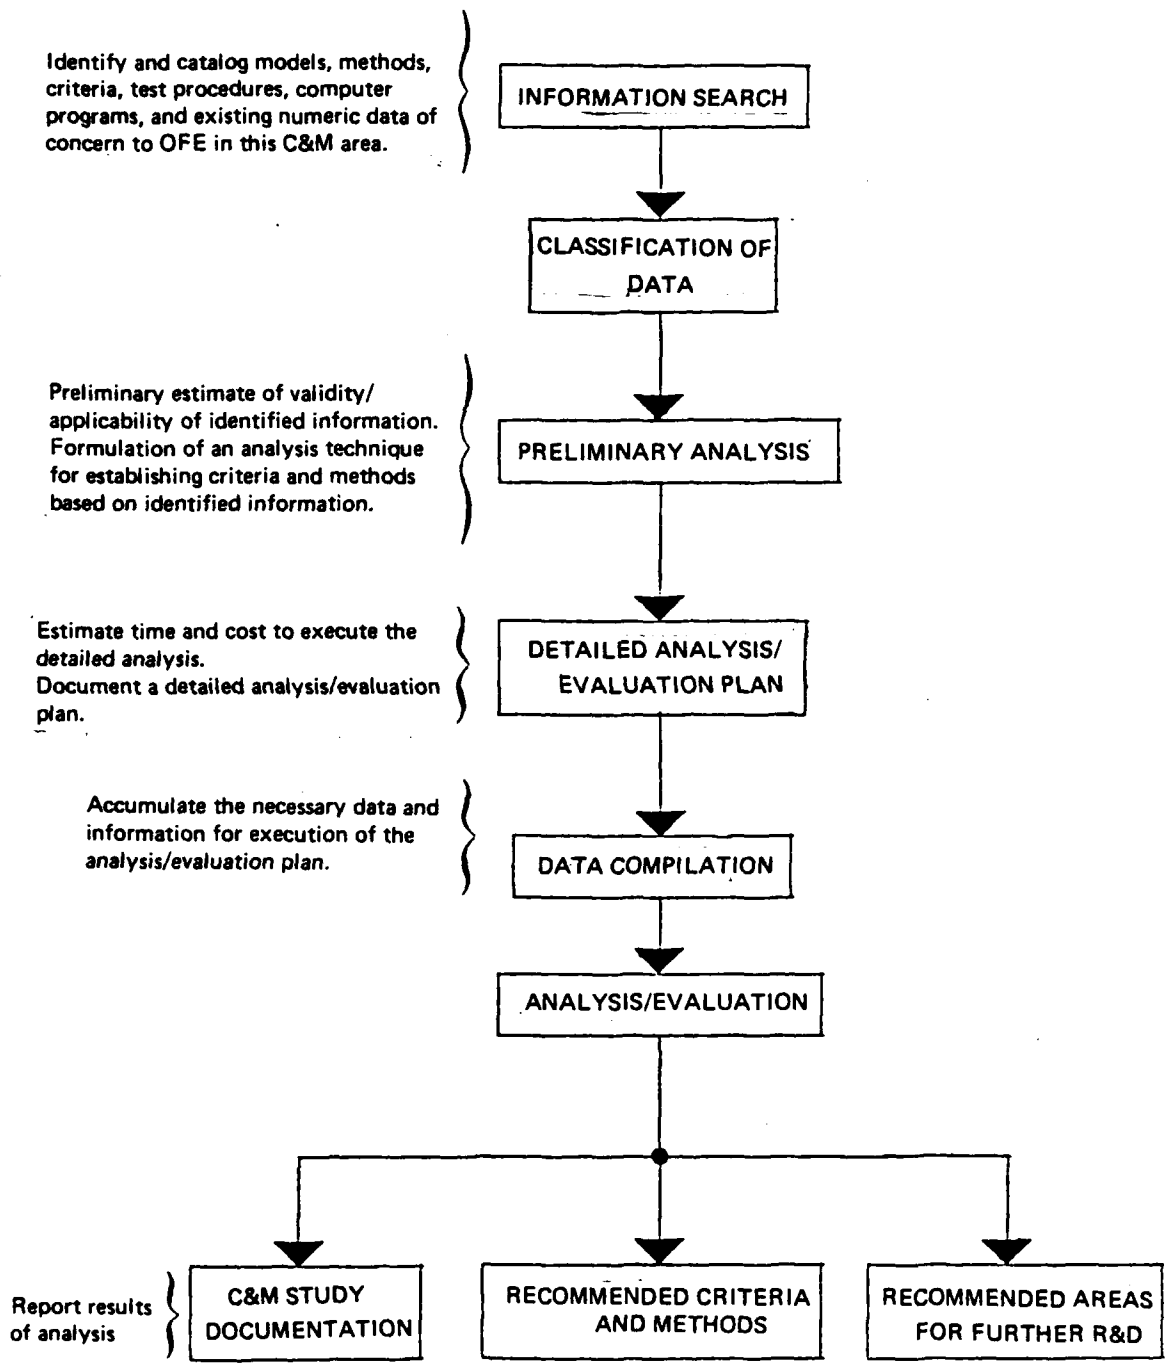 Identify and catalog models, methods,
criteria, test procedures, computer
programs, and existing numeric data of
concern to OFE in this C&M area.
INFORMATION SEARCH
CLASSIFICATION OF
DATA
Preliminary estimate of validity/
applicability of identified information.
Formulation of an analysis technique
for establishing criteria and methods
based on identified information.
PRELIMINARY ANALYSIS
Estimate time and cost to execute the
detailed analysis.
Document a detailed analysis/evaluation
plan.
DETAILED ANALYSIS/
EVALUATION PLAN
Accumulate the necessary data and
information for execution of the
analysis/evaluation plan.
DATA COMPILATION
ANALYSIS/EVALUATION
Report results
of analysis
C&M STUDY
DOCUMENTATION
RECOMMENDED CRITERIA
AND METHODS
RECOMMENDED AREAS
FOR FURTHER R&D